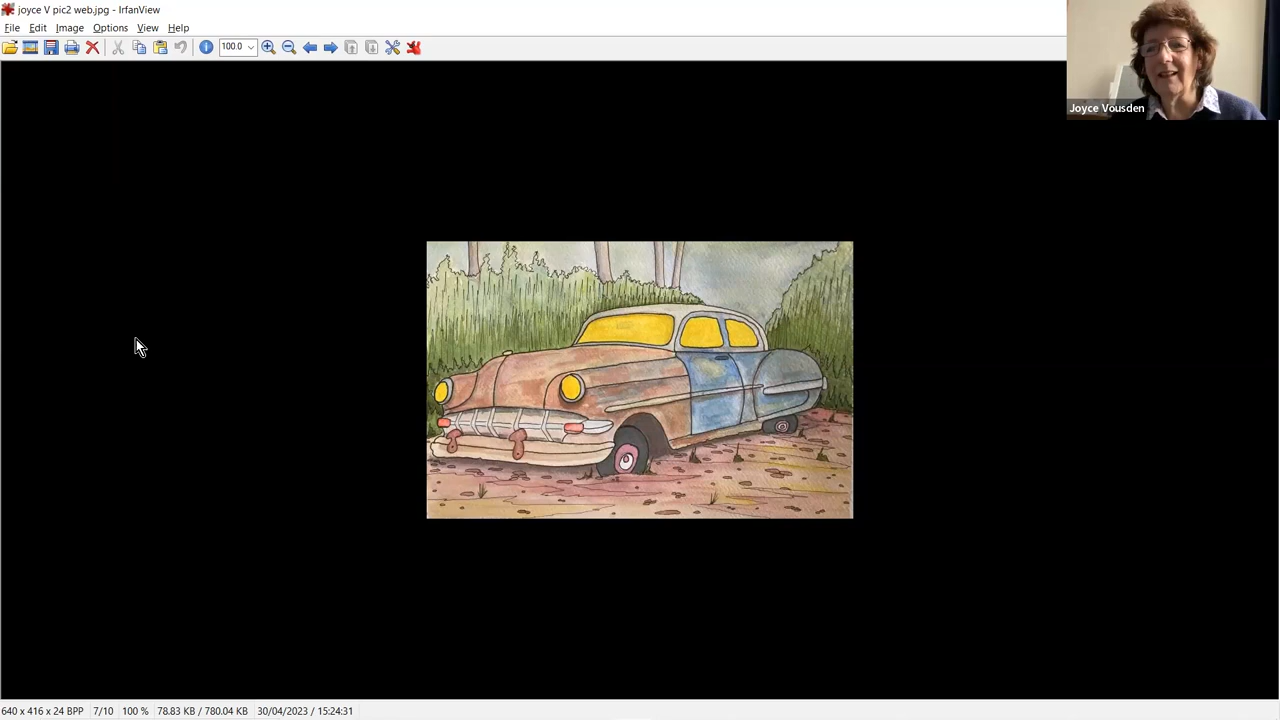 joyce V pic2 web.jpg - IrfanView
File Edit Image Options View Help
100.0
Joyce Vousden
640 x 416 x 24 BPP 7/10 100 % 78.83 KB / 780.04 KB 30/04/2023 / 15:24:31